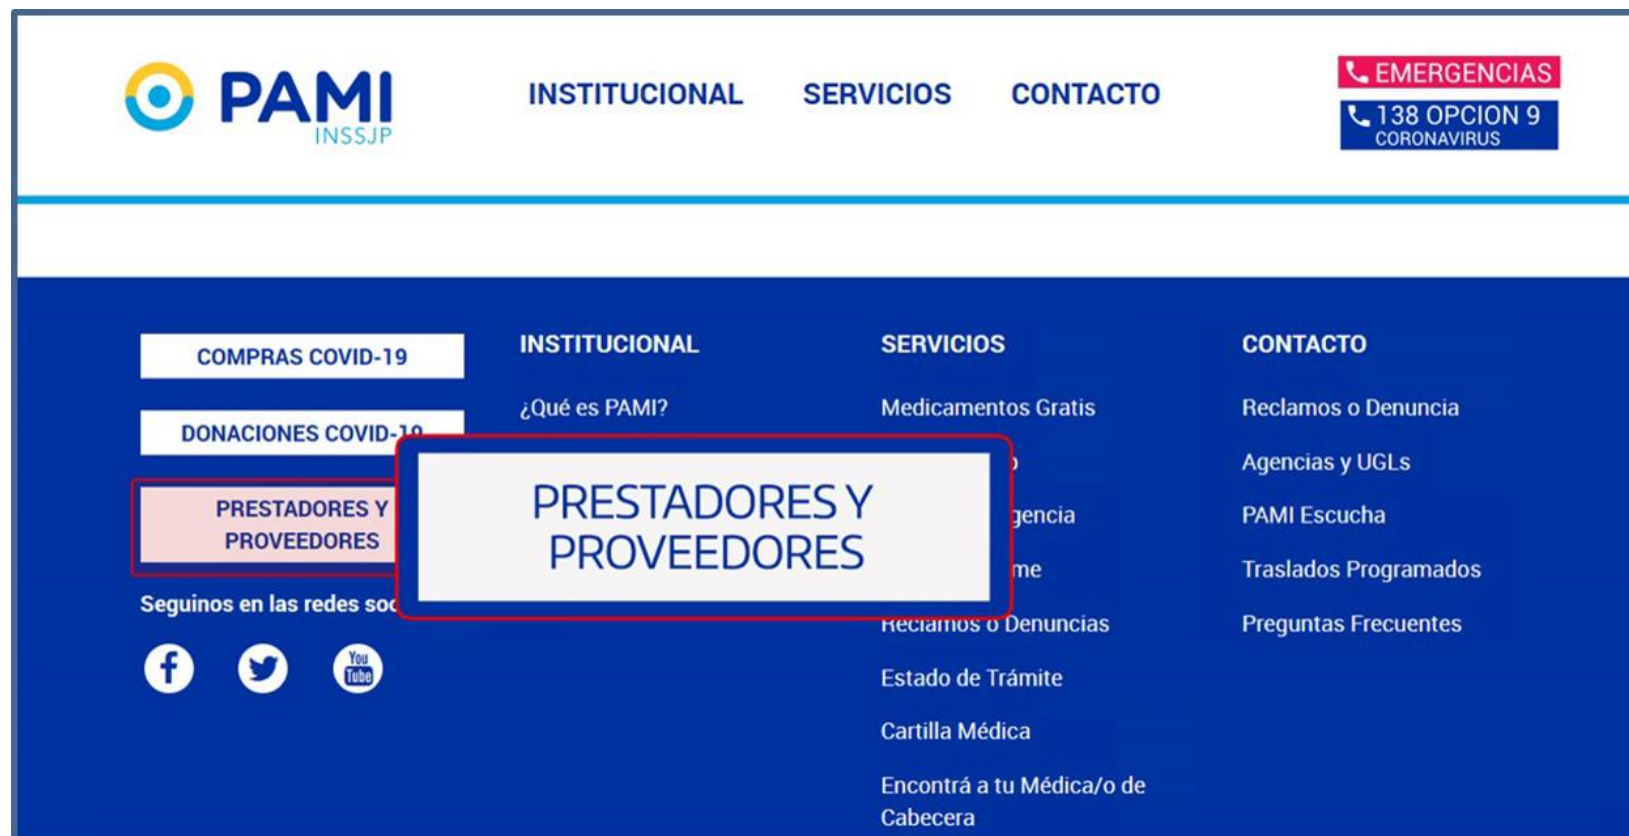 PAMI
INSSJP
INSTITUCIONAL SERVICIOS CONTACTO
EMERGENCIAS
138 OPCION 9
CORONAVIRUS
COMPRAS COVID-19
DONACIONES COVID-19
PRESTADORES Y
PROVEEDORES
Seguinos en las redes
You
Tube
INSTITUCIONAL
¿Qué es PAMI?
PRESTADORES Y
PROVEEDORES
SERVICIOS
Medicamentos Gratis
Reclamos o Denuncias
Estado de Trámite
Cartilla Médica
Encontrá a tu Médica/o de
Cabecera
CONTACTO
Reclamos o Denuncia
Agencias y UGLs
PAMI Escucha
Traslados Programados
Preguntas Frecuentes